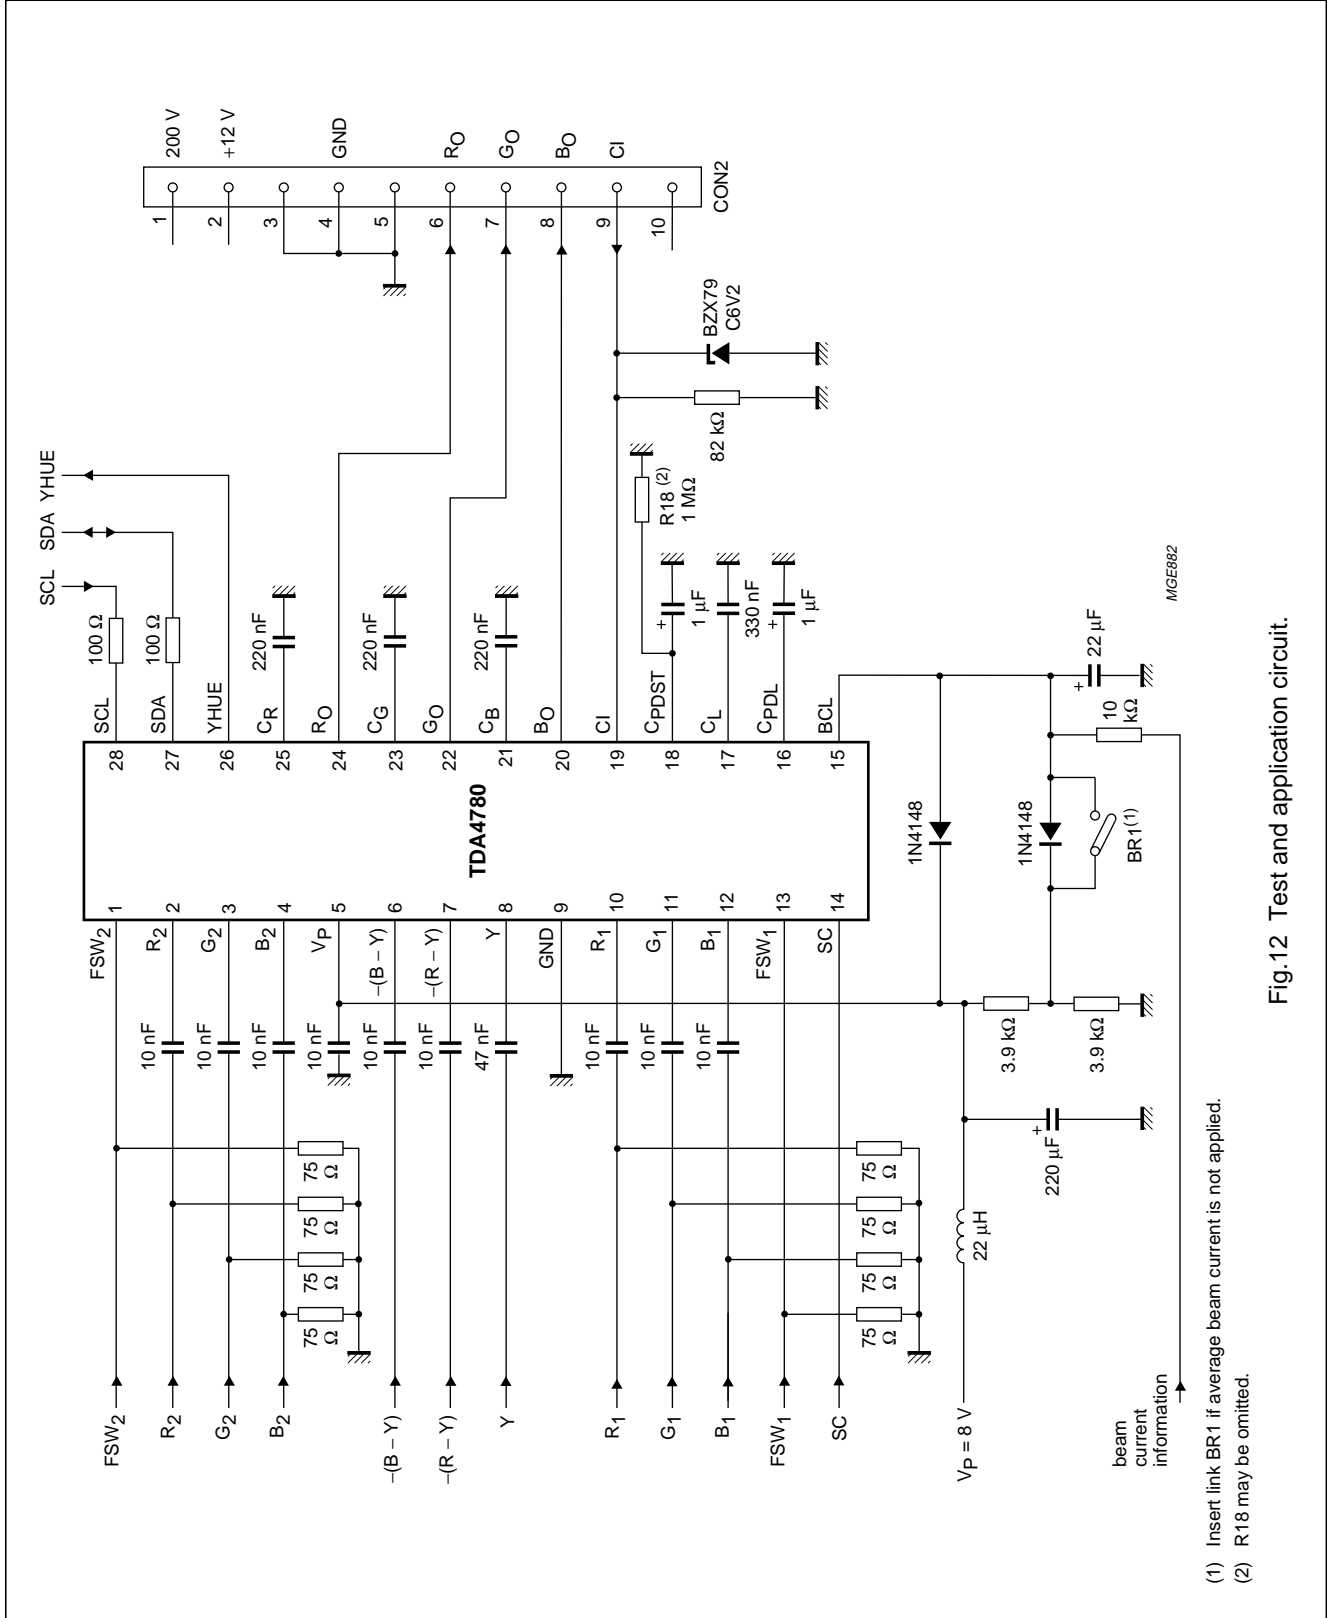 SCL
SDA
YHUE
100 Ω
100 Ω
220 nF
220 nF
220 nF
SCL
SDA
YHUE
CR
RO
CG
GO
CB
BO
CI
CPDST
CL
CPDL
BCL
28
27
26
25
24
23
22
21
20
19
18
17
16
15
TDA4780
1
2
3
4
5
6
7
8
9
10
11
12
13
14
FSW2
R2
G2
B2
VP
−(B − Y)
−(R − Y)
Y
GND
R1
G1
B1
FSW1
SC
10 nF
10 nF
10 nF
10 nF
10 nF
10 nF
47 nF
10 nF
10 nF
10 nF
75 Ω
75 Ω
75 Ω
75 Ω
75 Ω
75 Ω
75 Ω
75 Ω
FSW2
R2
G2
B2
−(B − Y)
−(R − Y)
Y
R1
G1
B1
FSW1
SC
VP = 8 V
22 µH
+
220 µF
3.9 kΩ
3.9 kΩ
1N4148
1N4148
BR1(1)
10 kΩ
+
22 µF
beam
current
information
R18 (2)
1 MΩ
+
1 µF
330 nF
+
1 µF
82 kΩ
BZX79
C6V2
1
2
3
4
5
6
7
8
9
10
200 V
+12 V
GND
RO
GO
BO
CI
CON2
MGE882
(1) Insert link BR1 if average beam current is not applied.
(2) R18 may be omitted.
Fig.12 Test and application circuit.